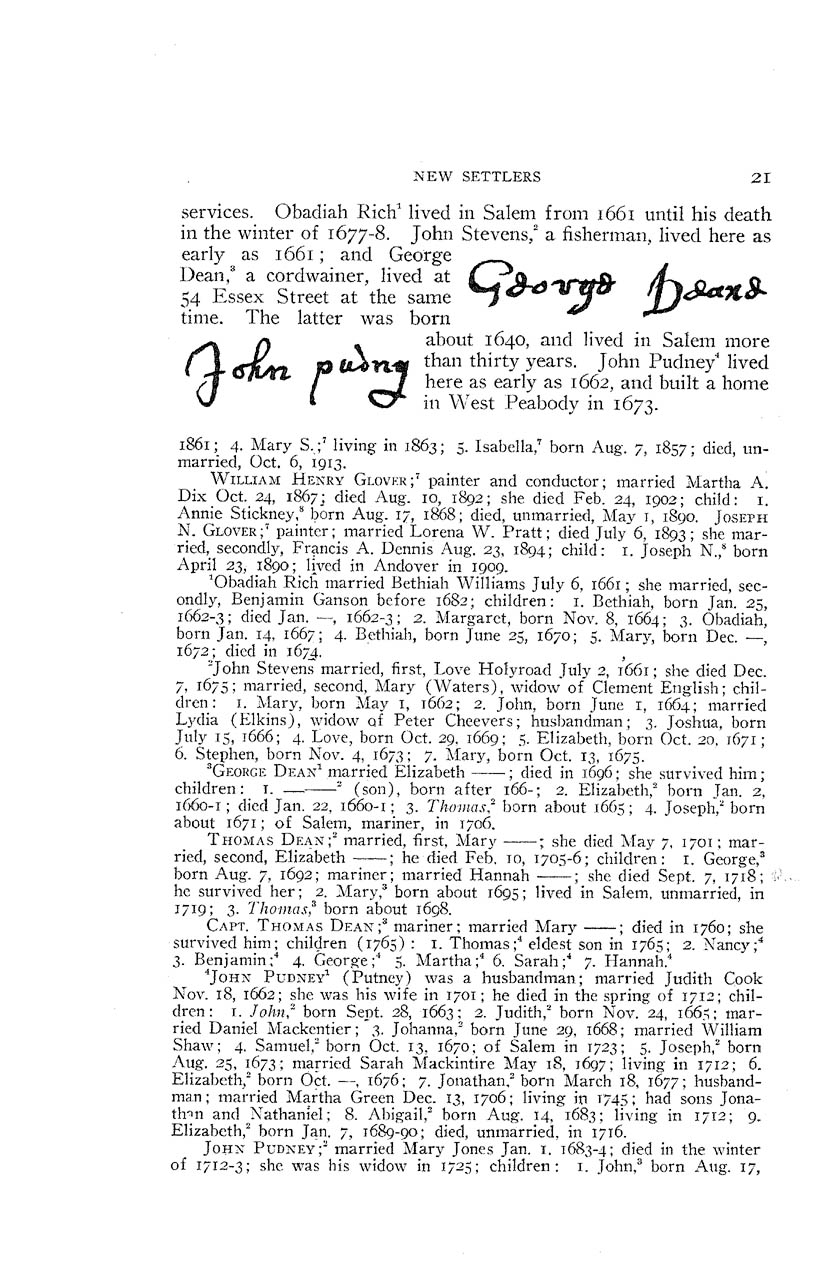 NEW SETTLERS 21
services. Obadiah Rich¹ lived in Salem from 1661 until his death
in the winter of 1677-8. John Stevens,² a fisherman, lived here as
early as 1661; and George
Dean,³ a cordwainer, lived at
54 Essex Street at the same
time. The latter was born
George Deane
John pudny
about 1640, and lived in Salem more
than thirty years. John Pudney⁴ lived
here as early as 1662, and built a home
in West Peabody in 1673.
1861; 4. Mary S.;⁷ living in 1863; 5. Isabella,⁷ born Aug. 7, 1857; died, un-
married, Oct. 6, 1913.
WILLIAM HENRY GLOVER;⁷ painter and conductor; married Martha A.
Dix Oct. 24, 1867; died Aug. 10, 1892; she died Feb. 24, 1902; child: 1.
Annie Stickney,⁸ born Aug. 17, 1868; died, unmarried, May 1, 1890. JOSEPH
N. GLOVER;⁷ painter; married Lorena W. Pratt; died July 6, 1893; she mar-
ried, secondly, Francis A. Dennis Aug. 23, 1894; child: 1. Joseph N.,⁸ born
April 23, 1890; lived in Andover in 1909.
¹Obadiah Rich married Bethiah Williams July 6, 1661; she married, sec-
ondly, Benjamin Ganson before 1682; children: 1. Bethiah, born Jan. 25,
1662-3; died Jan. —, 1662-3; 2. Margaret, born Nov. 8, 1664; 3. Obadiah,
born Jan. 14, 1667; 4. Bethiah, born June 25, 1670; 5. Mary, born Dec. —,
1672; died in 1674.
²John Stevens married, first, Love Holyroad July 2, 1661; she died Dec.
7, 1675; married, second, Mary (Waters), widow of Clement English; chil-
dren: 1. Mary, born May 1, 1662; 2. John, born June 1, 1664; married
Lydia (Elkins), widow of Peter Cheevers; husbandman; 3. Joshua, born
July 15, 1666; 4. Love, born Oct. 29, 1669; 5. Elizabeth, born Oct. 20, 1671;
6. Stephen, born Nov. 4, 1673; 7. Mary, born Oct. 13, 1675.
³GEORGE DEAN¹ married Elizabeth ——; died in 1696; she survived him;
children: 1. —— ——² (son), born after 166-; 2. Elizabeth,² born Jan. 2,
1660-1; died Jan. 22, 1660-1; 3. Thomas,² born about 1665; 4. Joseph,² born
about 1671; of Salem, mariner, in 1706.
THOMAS DEAN;² married, first, Mary ——; she died May 7, 1701; mar-
ried, second, Elizabeth ——; he died Feb. 10, 1705-6; children: 1. George,³
born Aug. 7, 1692; mariner; married Hannah ——; she died Sept. 7, 1718;
he survived her; 2. Mary,³ born about 1695; lived in Salem, unmarried, in
1719; 3. Thomas,³ born about 1698.
CAPT. THOMAS DEAN;³ mariner; married Mary ——; died in 1760; she
survived him; children (1765): 1. Thomas;⁴ eldest son in 1765; 2. Nancy;⁴
3. Benjamin;⁴ 4. George;⁴ 5. Martha;⁴ 6. Sarah;⁴ 7. Hannah.⁴
⁴JOHN PUDNEY¹ (Putney) was a husbandman; married Judith Cook
Nov. 18, 1662; she was his wife in 1701; he died in the spring of 1712; chil-
dren: 1. John,² born Sept. 28, 1663; 2. Judith,² born Nov. 24, 1665; mar-
ried Daniel Mackentier; 3. Johanna,² born June 29, 1668; married William
Shaw; 4. Samuel,² born Oct. 13, 1670; of Salem in 1723; 5. Joseph,² born
Aug. 25, 1673; married Sarah Mackintire May 18, 1697; living in 1712; 6.
Elizabeth,² born Oct. —, 1676; 7. Jonathan,² born March 18, 1677; husband-
man; married Martha Green Dec. 13, 1706; living in 1745; had sons Jona-
than and Nathaniel; 8. Abigail,² born Aug. 14, 1683; living in 1712; 9.
Elizabeth,² born Jan. 7, 1689-90; died, unmarried, in 1716.
JOHN PUDNEY;² married Mary Jones Jan. 1, 1683-4; died in the winter
of 1712-3; she was his widow in 1725; children: 1. John,³ born Aug. 17,